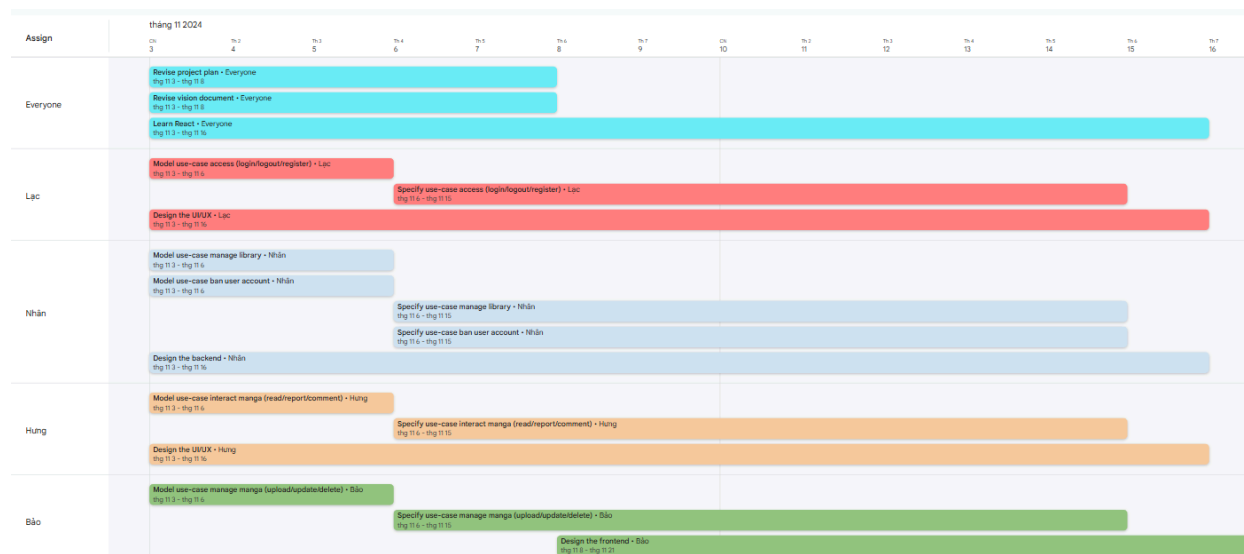 tháng 11 2024
Assign
CN Th 2 Th 3 Th 4 Th 5 Th 6 Th 7 CN Th 2 Th 3 Th 4 Th 5 Th 6 Th 7
3 4 5 6 7 8 9 10 11 12 13 14 15 16
Everyone
Revise project plan • Everyone
thg 11 3 - thg 11 8
Revise vision document • Everyone
thg 11 3 - thg 11 8
Learn React • Everyone
thg 11 3 - thg 11 16
Lạc
Model use-case access (login/logout/register) • Lạc
thg 11 3 - thg 11 6
Specify use-case access (login/logout/register) • Lạc
thg 11 6 - thg 11 15
Design the UI/UX • Lạc
thg 11 3 - thg 11 16
Nhân
Model use-case manage library • Nhân
thg 11 3 - thg 11 6
Model use-case ban user account • Nhân
thg 11 3 - thg 11 6
Specify use-case manage library • Nhân
thg 11 6 - thg 11 15
Specify use-case ban user account • Nhân
thg 11 6 - thg 11 15
Design the backend • Nhân
thg 11 3 - thg 11 16
Hưng
Model use-case interact manga (read/report/comment) • Hưng
thg 11 3 - thg 11 6
Specify use-case interact manga (read/report/comment) • Hưng
thg 11 6 - thg 11 15
Design the UI/UX • Hưng
thg 11 3 - thg 11 16
Bảo
Model use-case manage manga (upload/update/delete) • Bảo
thg 11 3 - thg 11 6
Specify use-case manage manga (upload/update/delete) • Bảo
thg 11 6 - thg 11 15
Design the frontend • Bảo
thg 11 8 - thg 11 21